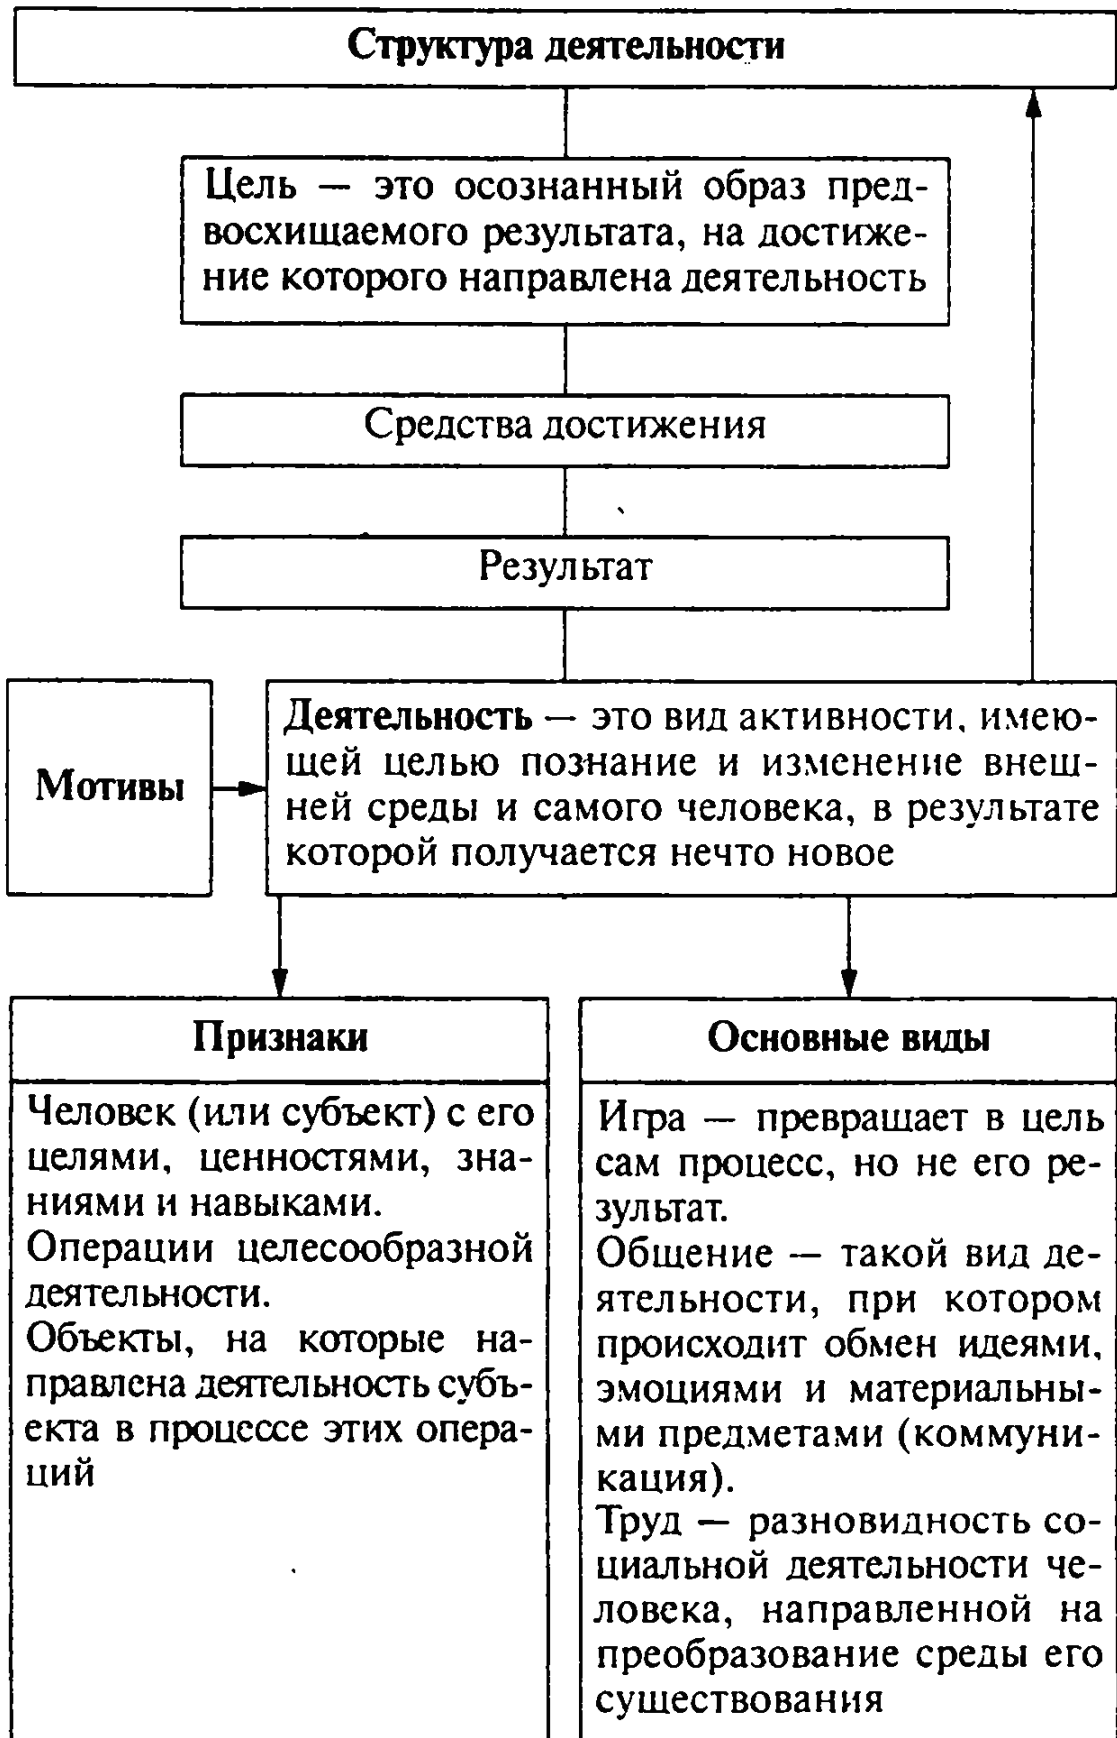 Структура деятельности
Цель — это осознанный образ пред-
восхищаемого результата, на достиже-
ние которого направлена деятельность
Средства достижения
Результат
Мотивы
Деятельность — это вид активности, имею-
щей целью познание и изменение внеш-
ней среды и самого человека, в результате
которой получается нечто новое
Признаки
Человек (или субъект) с его
целями, ценностями, зна-
ниями и навыками.
Операции целесообразной
деятельности.
Объекты, на которые на-
правлена деятельность субъ-
екта в процессе этих опера-
ций
Основные виды
Игра — превращает в цель
сам процесс, но не его ре-
зультат.
Общение — такой вид де-
ятельности, при котором
происходит обмен идеями,
эмоциями и материальны-
ми предметами (коммуни-
кация).
Труд — разновидность со-
циальной деятельности че-
ловека, направленной на
преобразование среды его
существования